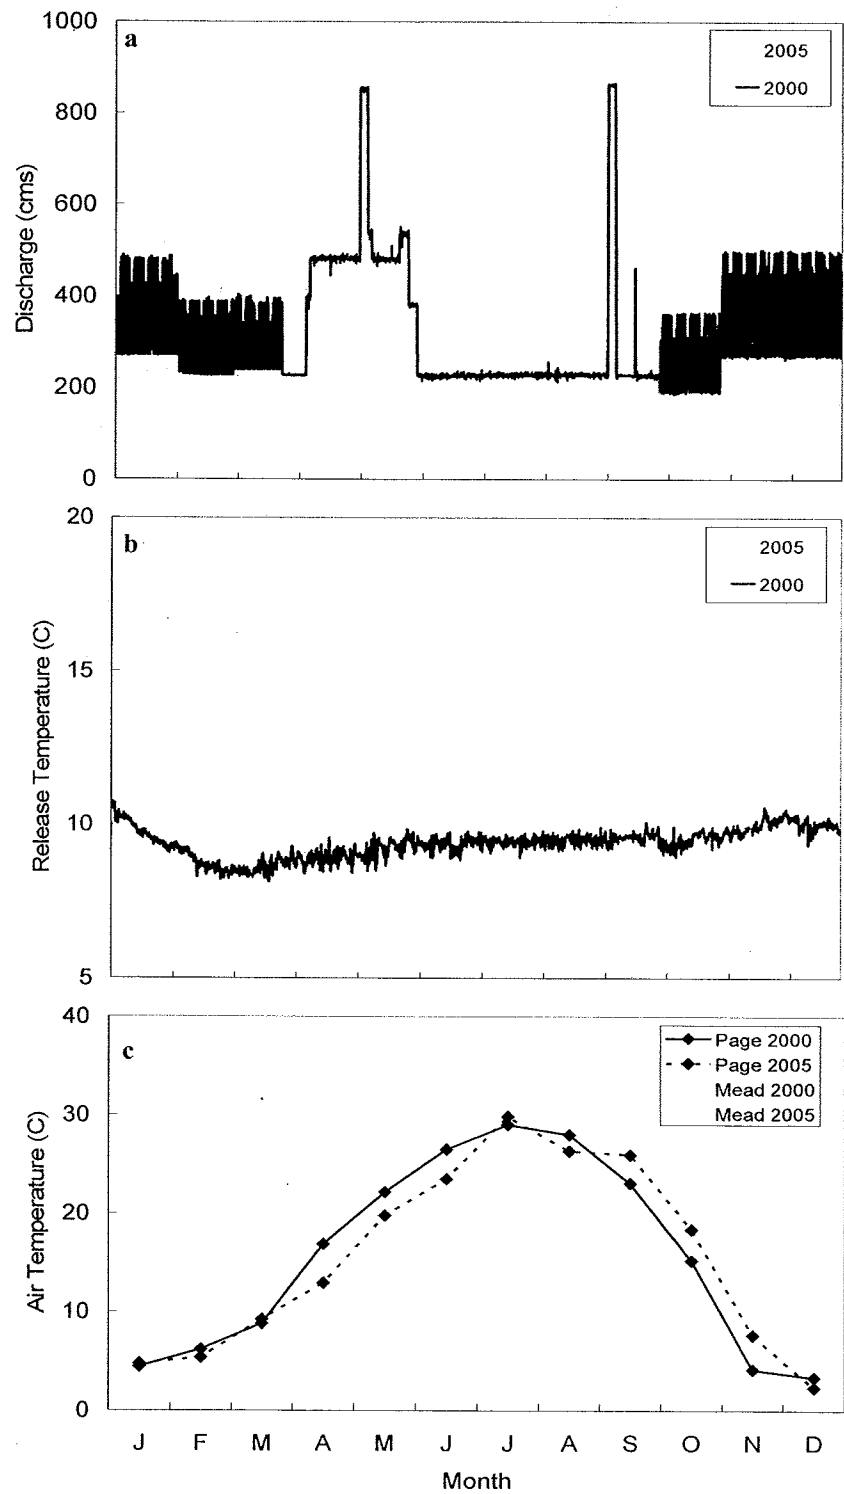 a
1000
800
600
400
200
0
Discharge (cms)
2005
2000
b
20
15
10
5
Release Temperature (C)
2005
2000
c
40
30
20
10
0
Air Temperature (C)
Page 2000
Page 2005
Mead 2000
Mead 2005
J F M A M J J A S O N D
Month